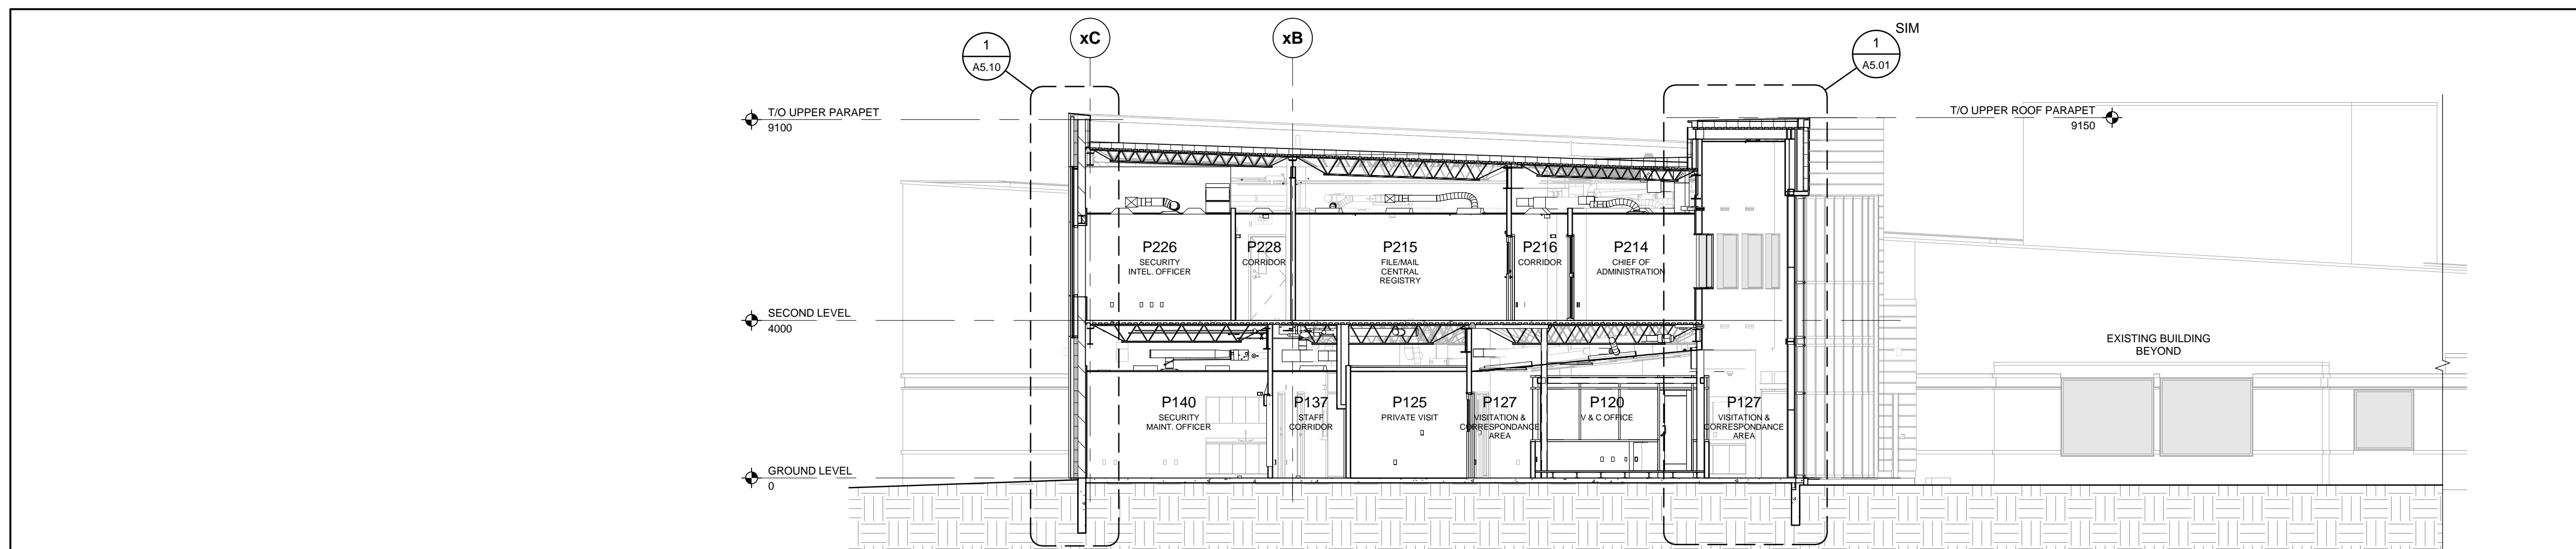 SIM
xC
xB
1
A5.10
1
A5.01
T/O UPPER PARAPET
9100
T/O UPPER ROOF PARAPET
9150
P226
SECURITY
INTEL. OFFICER
P228
CORRIDOR
P215
FILE/MAIL
CENTRAL
REGISTRY
P216
CORRIDOR
P214
CHIEF OF
ADMINISTRATION
SECOND LEVEL
4000
EXISTING BUILDING
BEYOND
P140
SECURITY
MAINT. OFFICER
P137
STAFF
CORRIDOR
P125
PRIVATE VISIT
P127
VISITATION &
CORRESPONDANCE
AREA
P120
V & C OFFICE
P127
VISITATION &
CORRESPONDANCE
AREA
GROUND LEVEL
0